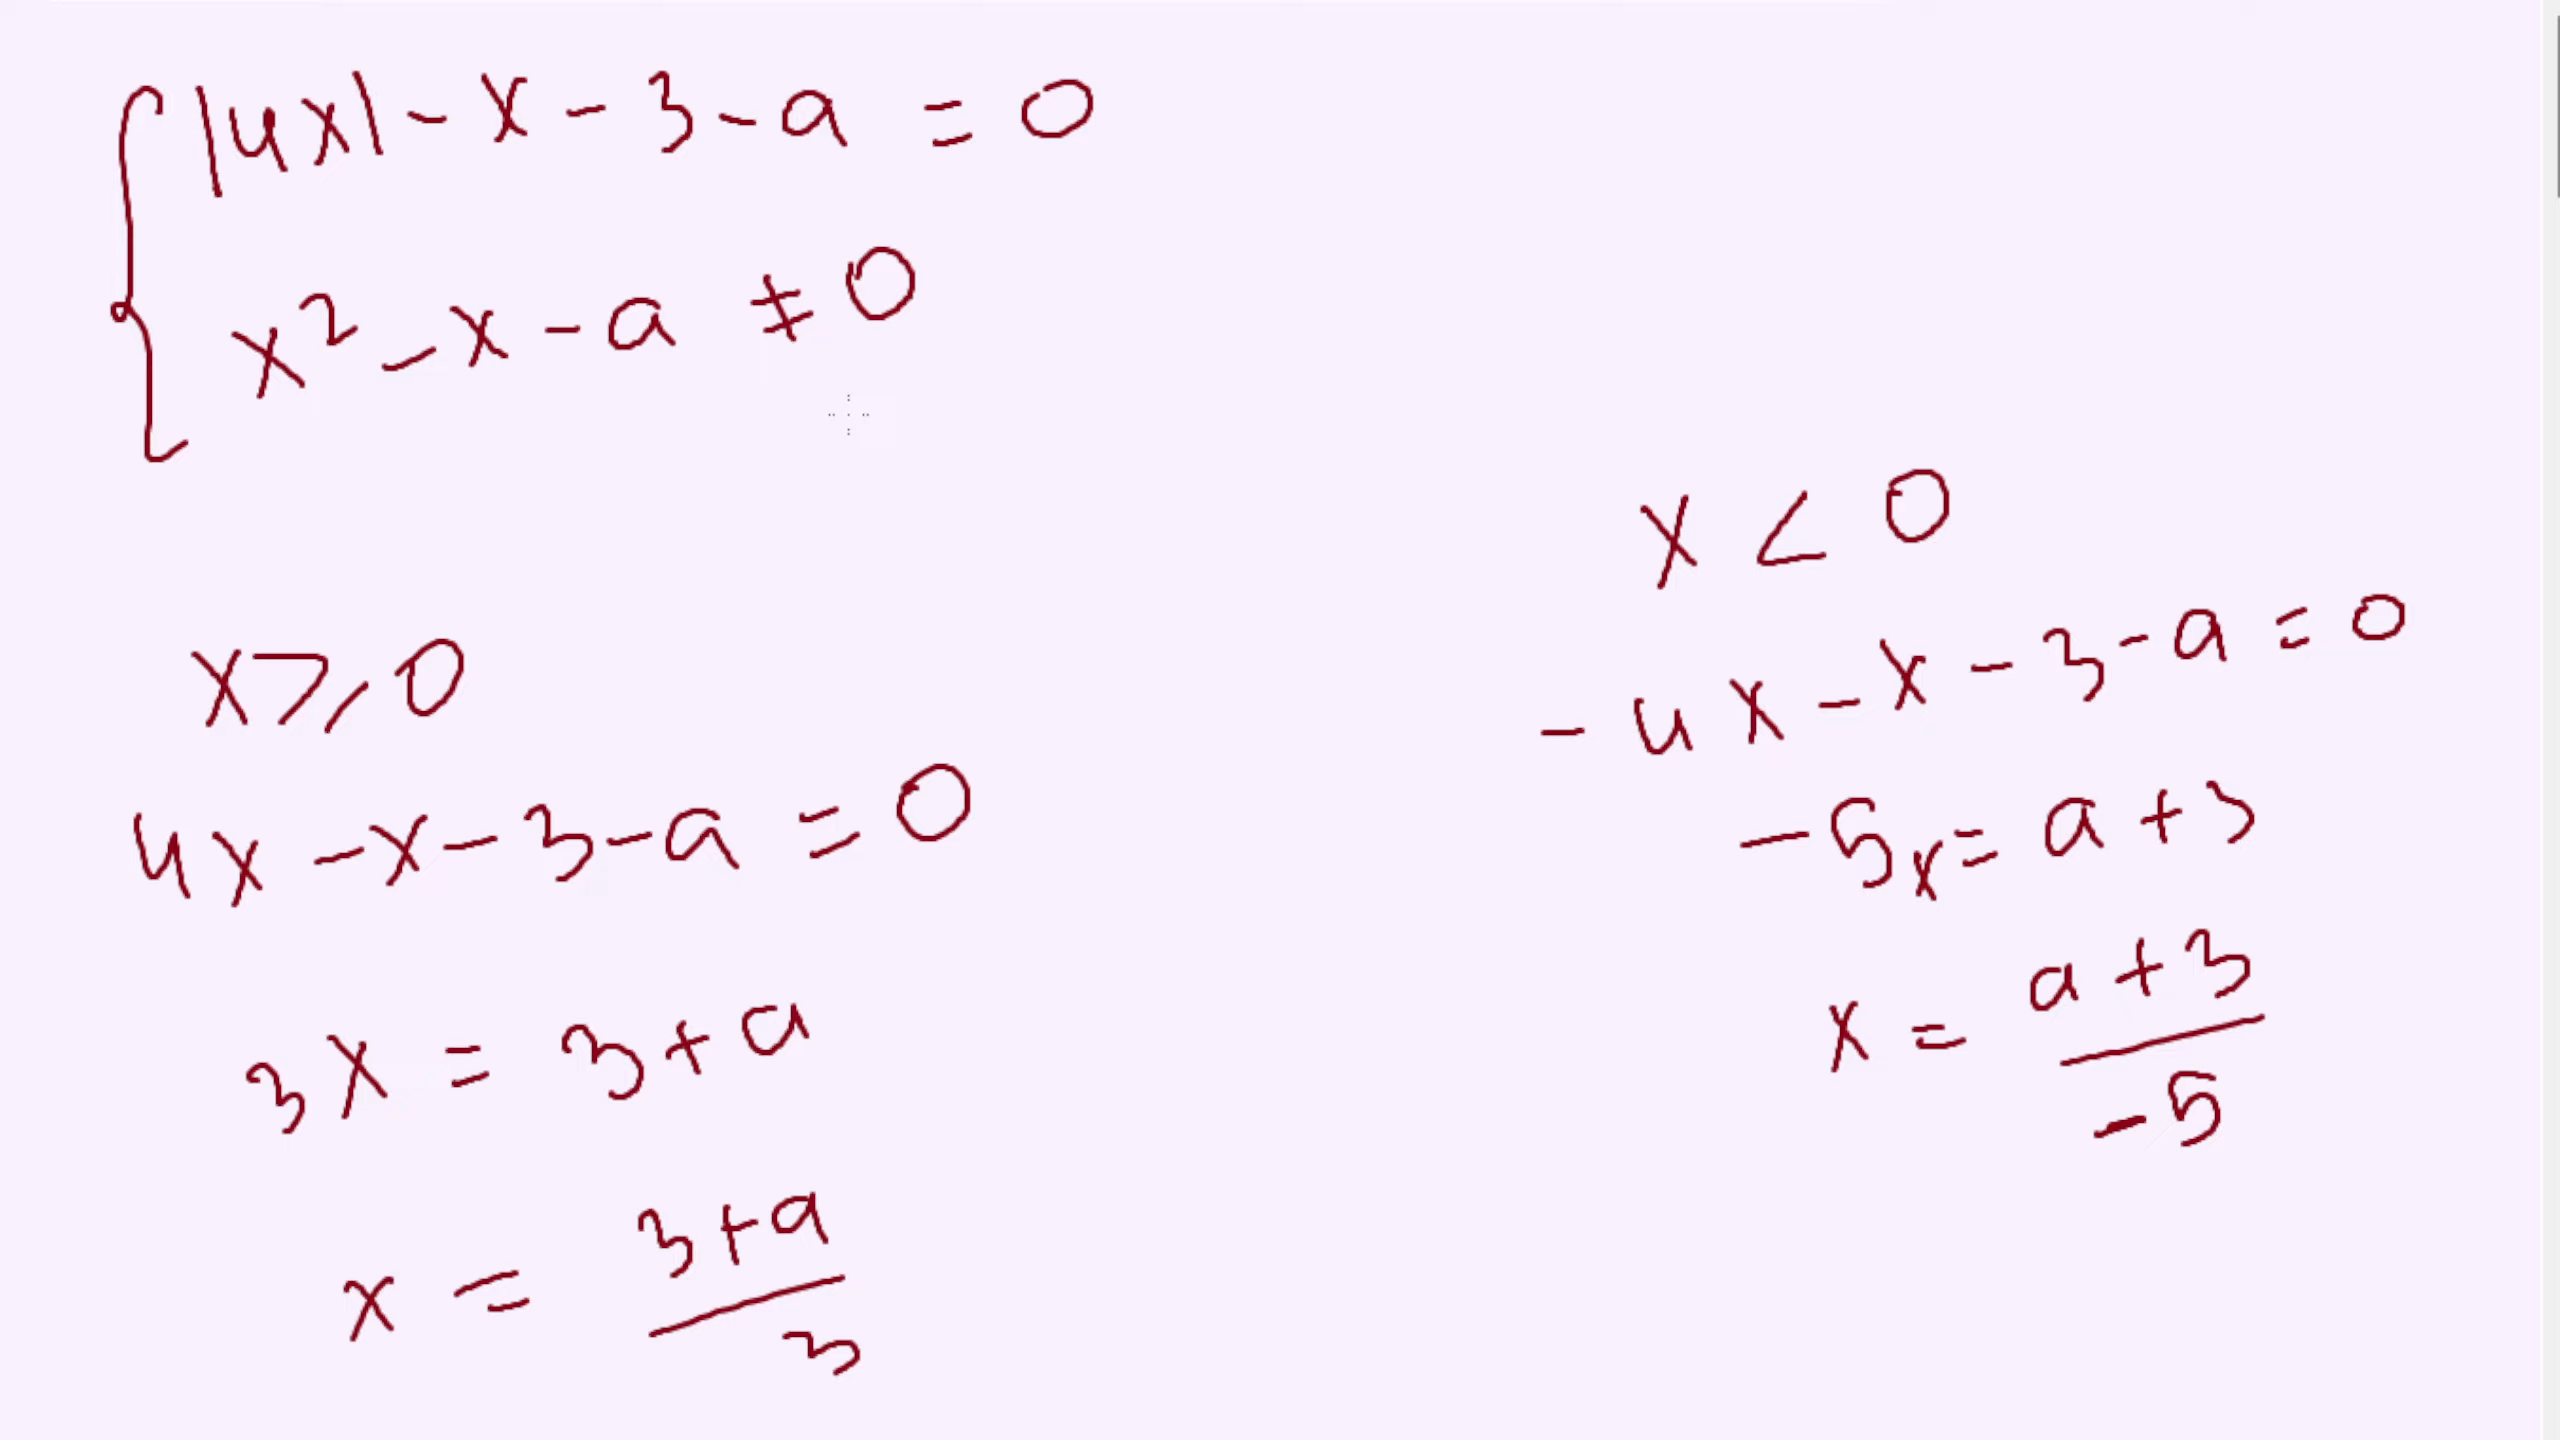 |4x| - x - 3 - a = 0
x² - x - a ≠ 0
x ⩾ 0
4x - x - 3 - a = 0
3x = 3 + a
x = (3+a)/3
x < 0
-4x - x - 3 - a = 0
-5x = a + 3
x = (a+3)/(-5)